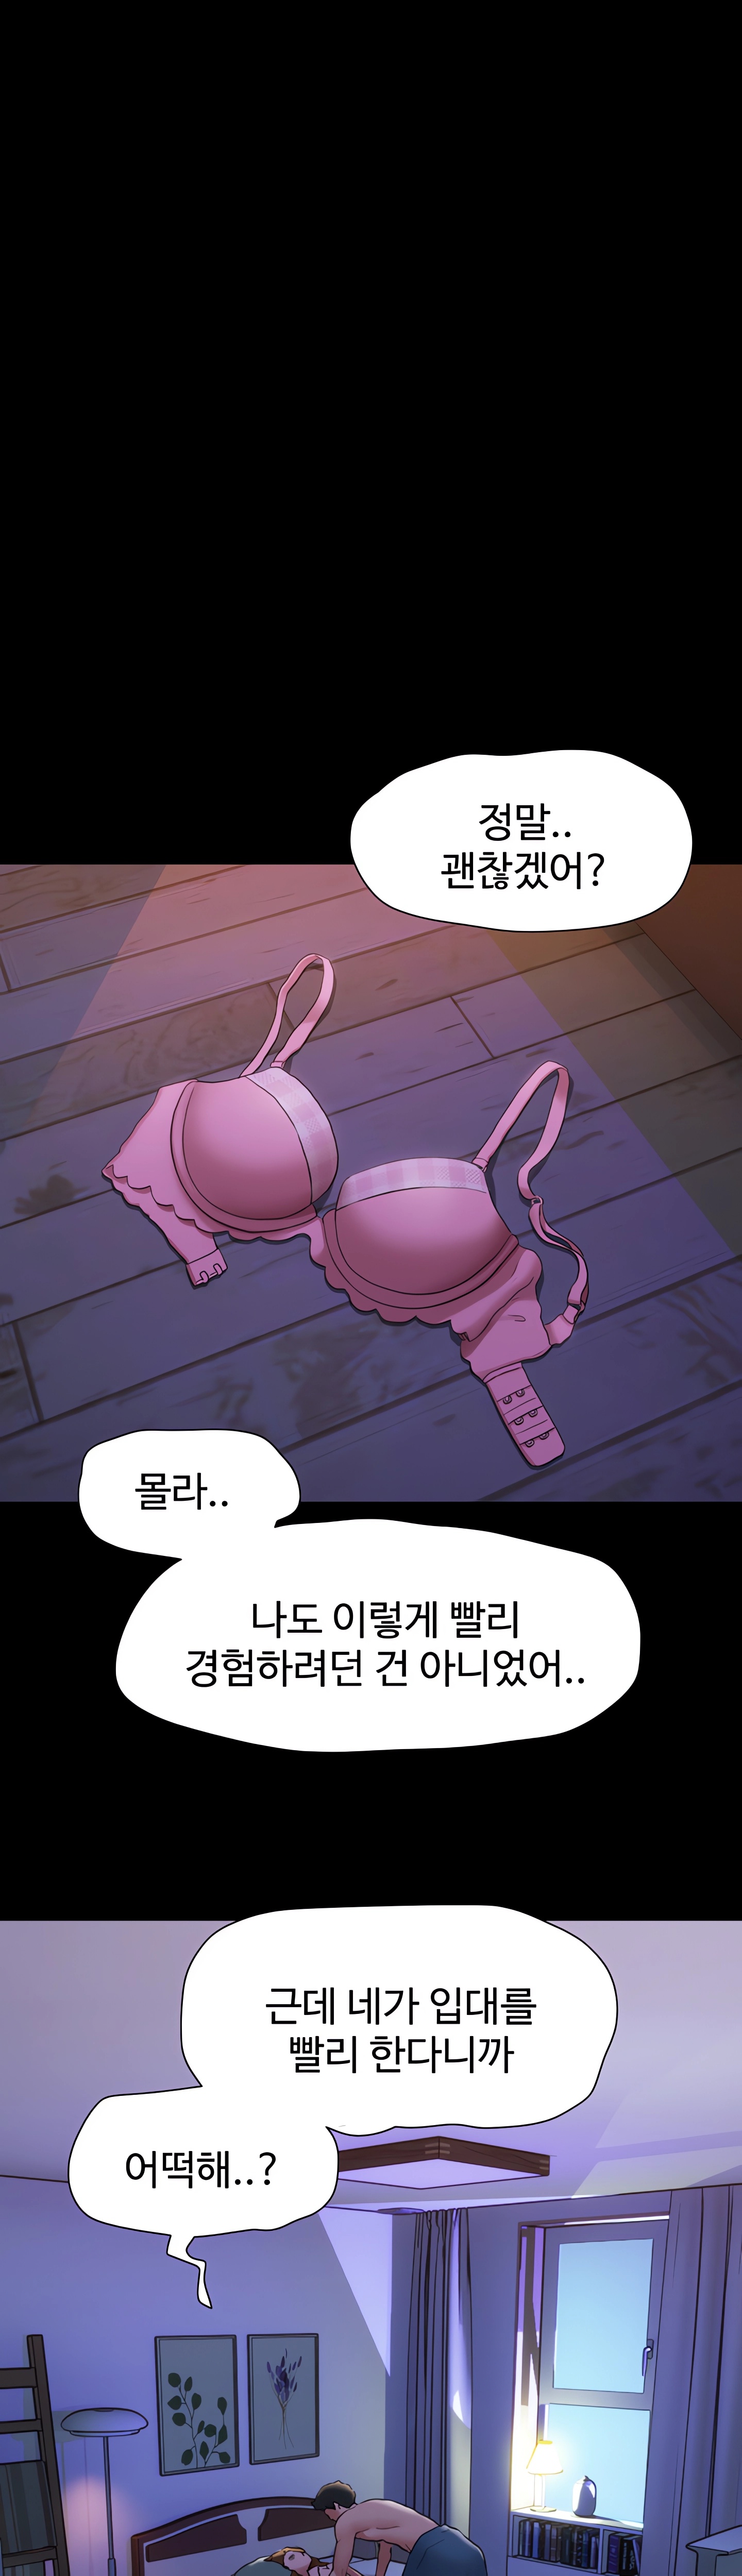 정말..
괜찮겠어?
몰라..
나도 이렇게 빨리
경험하려던 건 아니었어..
근데 네가 입대를
빨리 한다니까
어떡해..?